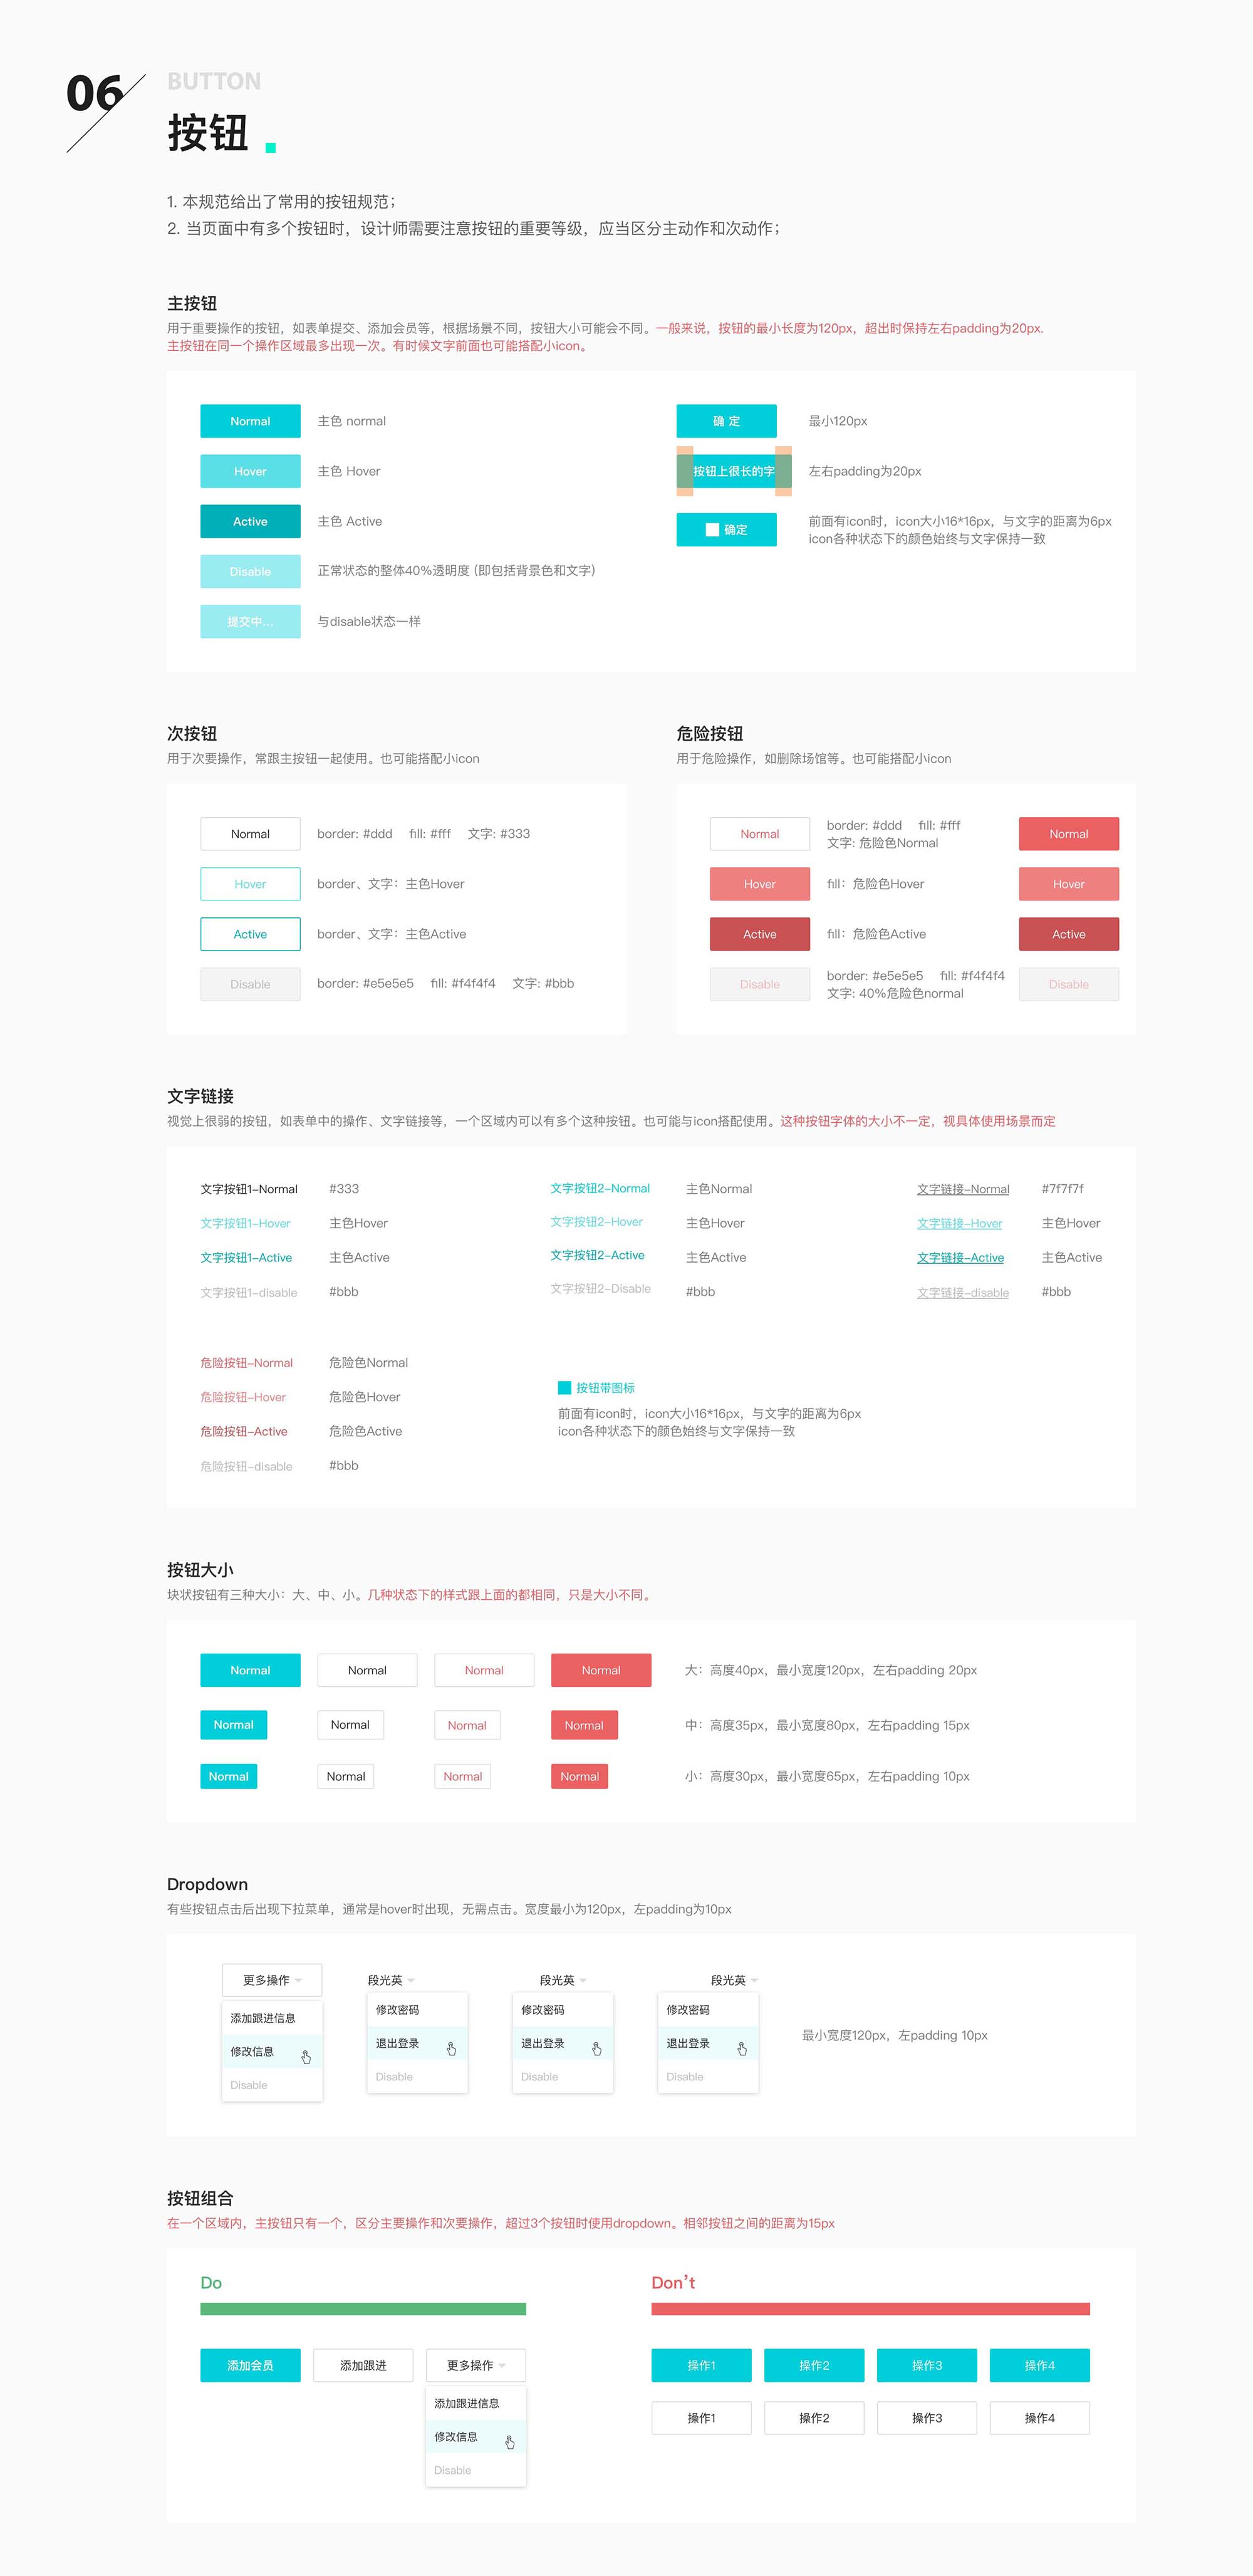 06
BUTTON
按钮
1. 本规范给出了常用的按钮规范；
2. 当页面中有多个按钮时，设计师需要注意按钮的重要等级，应当区分主动作和次动作；
主按钮
用于重要操作的按钮，如表单提交、添加会员等，根据场景不同，按钮大小可能会不同。一般来说，按钮的最小长度为120px，超出时保持左右padding为20px.
主按钮在同一个操作区域最多出现一次。有时候文字前面也可能搭配小icon。
Normal 主色 normal
Hover 主色 Hover
Active 主色 Active
Disable 正常状态的整体40%透明度 (即包括背景色和文字)
提交中... 与disable状态一样
确 定 最小120px
按钮上很长的字 左右padding为20px
确定 前面有icon时，icon大小16*16px，与文字的距离为6px
icon各种状态下的颜色始终与文字保持一致
次按钮
用于次要操作，常跟主按钮一起使用。也可能搭配小icon
Normal border: #ddd fill: #fff 文字: #333
Hover border、文字：主色Hover
Active border、文字：主色Active
Disable border: #e5e5e5 fill: #f4f4f4 文字: #bbb
危险按钮
用于危险操作，如删除场馆等。也可能搭配小icon
Normal border: #ddd fill: #fff Normal
文字: 危险色Normal
Hover fill：危险色Hover Hover
Active fill：危险色Active Active
Disable border: #e5e5e5 fill: #f4f4f4 Disable
文字: 40%危险色normal
文字链接
视觉上很弱的按钮，如表单中的操作、文字链接等，一个区域内可以有多个这种按钮。也可能与icon搭配使用。这种按钮字体的大小不一定，视具体使用场景而定
文字按钮1-Normal #333
文字按钮1-Hover 主色Hover
文字按钮1-Active 主色Active
文字按钮1-disable #bbb
文字按钮2-Normal 主色Normal
文字按钮2-Hover 主色Hover
文字按钮2-Active 主色Active
文字按钮2-Disable #bbb
文字链接-Normal #7f7f7f
文字链接-Hover 主色Hover
文字链接-Active 主色Active
文字链接-disable #bbb
危险按钮-Normal 危险色Normal
危险按钮-Hover 危险色Hover
危险按钮-Active 危险色Active
危险按钮-disable #bbb
按钮带图标
前面有icon时，icon大小16*16px，与文字的距离为6px
icon各种状态下的颜色始终与文字保持一致
按钮大小
块状按钮有三种大小：大、中、小。几种状态下的样式跟上面的都相同，只是大小不同。
Normal Normal Normal Normal 大：高度40px，最小宽度120px，左右padding 20px
Normal Normal Normal Normal 中：高度35px，最小宽度80px，左右padding 15px
Normal Normal Normal Normal 小：高度30px，最小宽度65px，左右padding 10px
Dropdown
有些按钮点击后出现下拉菜单，通常是hover时出现，无需点击。宽度最小为120px，左padding为10px
更多操作
添加跟进信息
修改信息
Disable
段光英
修改密码
退出登录
Disable
段光英
修改密码
退出登录
Disable
段光英
修改密码
退出登录
Disable
最小宽度120px，左padding 10px
按钮组合
在一个区域内，主按钮只有一个，区分主要操作和次要操作，超过3个按钮时使用dropdown。相邻按钮之间的距离为15px
Do
添加会员 添加跟进 更多操作
添加跟进信息
修改信息
Disable
Don’t
操作1 操作2 操作3 操作4
操作1 操作2 操作3 操作4